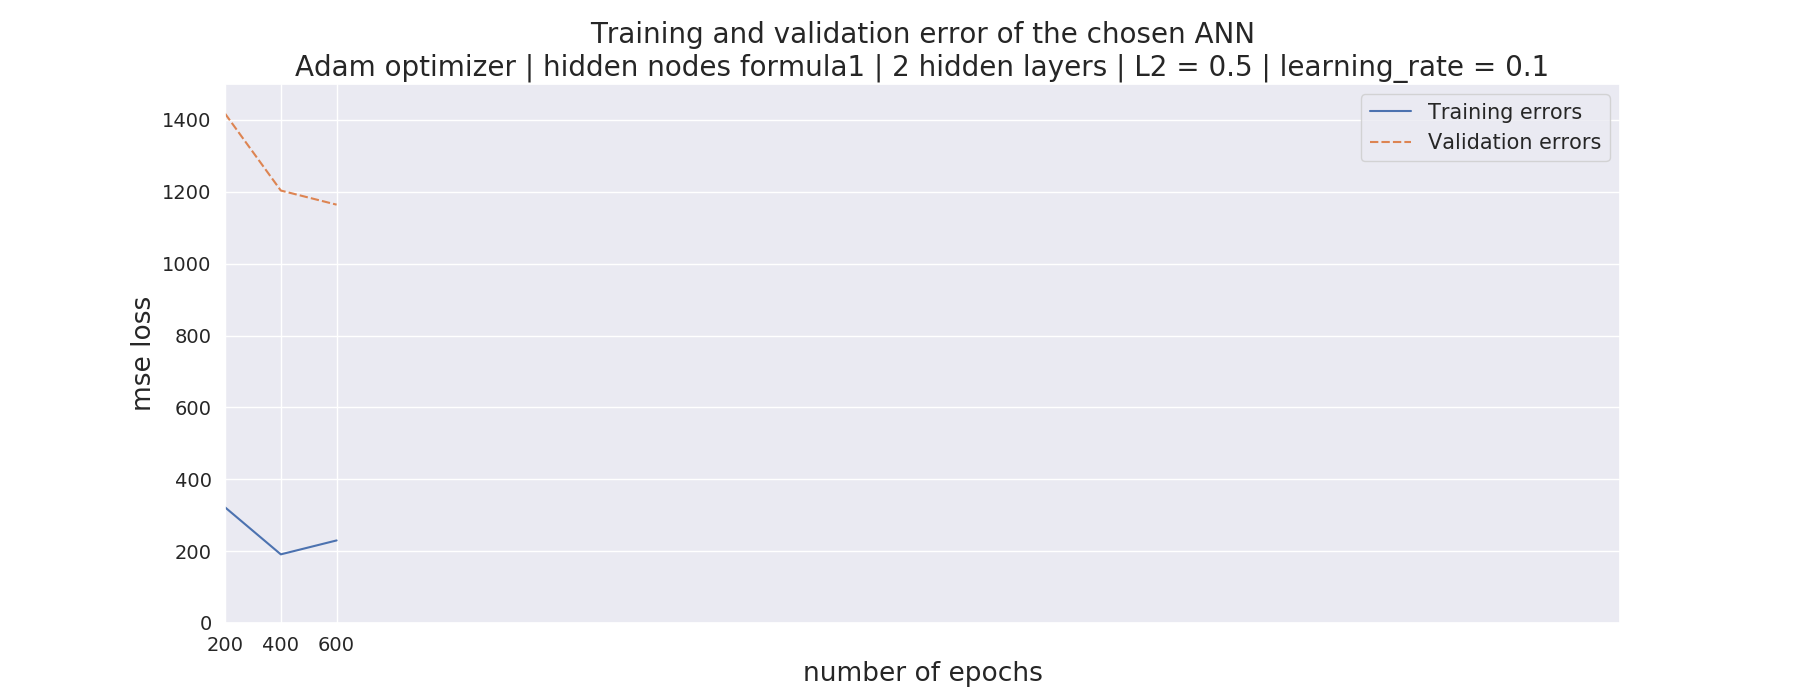 Training and validation error of the chosen ANN
Adam optimizer | hidden nodes formula1 | 2 hidden layers | L2 = 0.5 | learning_rate = 0.1
Training errors
Validation errors
1400
1200
1000
800
600
400
200
0
mse loss
200 400 600
number of epochs